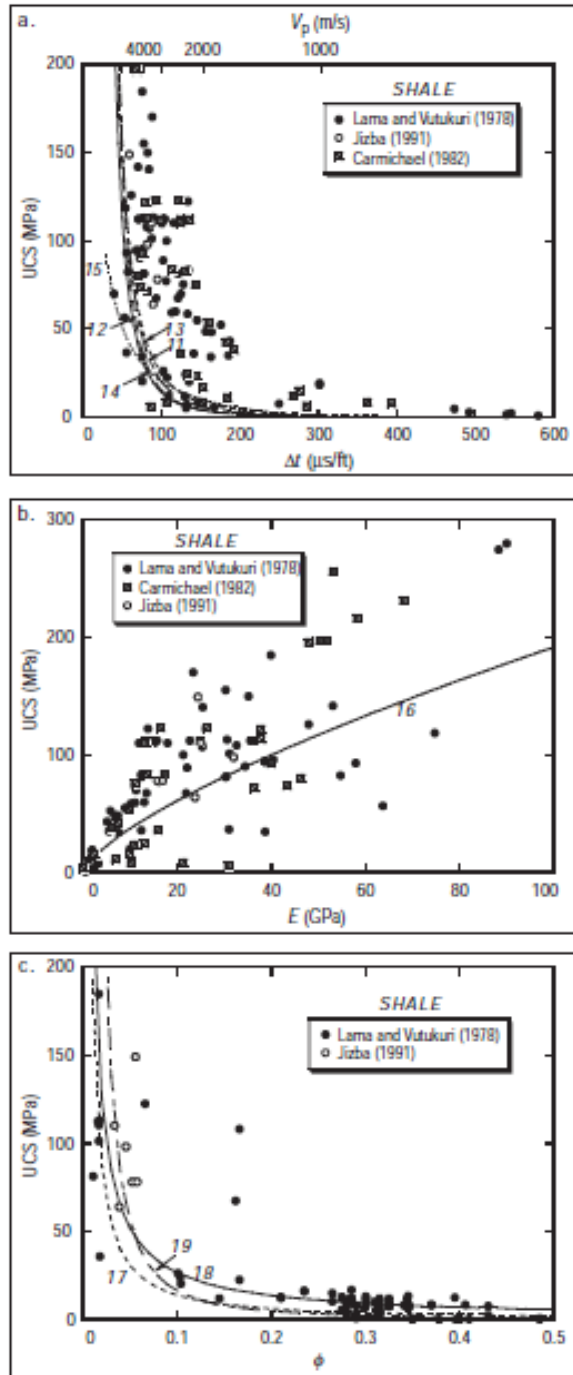 a.
V_p (m/s)
4000 2000 1000
200
150
100
50
0
UCS (MPa)
SHALE
Lama and Vutukuri (1978)
Jizba (1991)
Carmichael (1982)
15
12
13
11
14
0 100 200 300 400 500 600
Δt (μs/ft)
b.
300
200
100
0
UCS (MPa)
SHALE
Lama and Vutukuri (1978)
Carmichael (1982)
Jizba (1991)
16
0 20 40 60 80 100
E (GPa)
c.
200
150
100
50
0
UCS (MPa)
SHALE
Lama and Vutukuri (1978)
Jizba (1991)
19
17
18
0 0.1 0.2 0.3 0.4 0.5
ϕ